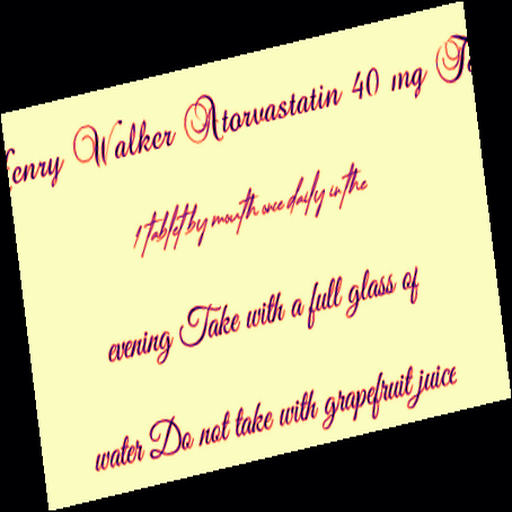 Walker Atorvastatin 40 mg
1 tablet by mouth once daily in the
evening Take with a full glass of
water Do not take with grapefruit juice